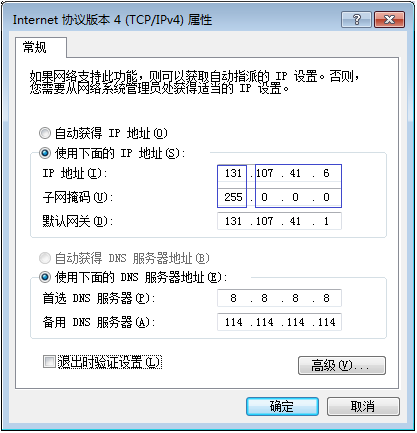 Internet 协议版本 4 (TCP/IPv4) 属性
常规
如果网络支持此功能，则可以获取自动指派的 IP 设置。否则，
您需要从网络系统管理员处获得适当的 IP 设置。
自动获得 IP 地址(O)
使用下面的 IP 地址(S):
IP 地址(I): 131 . 107 . 41 . 6
子网掩码(U): 255 . 0 . 0 . 0
默认网关(D): 131 . 107 . 41 . 1
自动获得 DNS 服务器地址(B)
使用下面的 DNS 服务器地址(E):
首选 DNS 服务器(P): 8 . 8 . 8 . 8
备用 DNS 服务器(A): 114 . 114 . 114 . 114
退出时验证设置(L)
高级(V)...
确定 取消